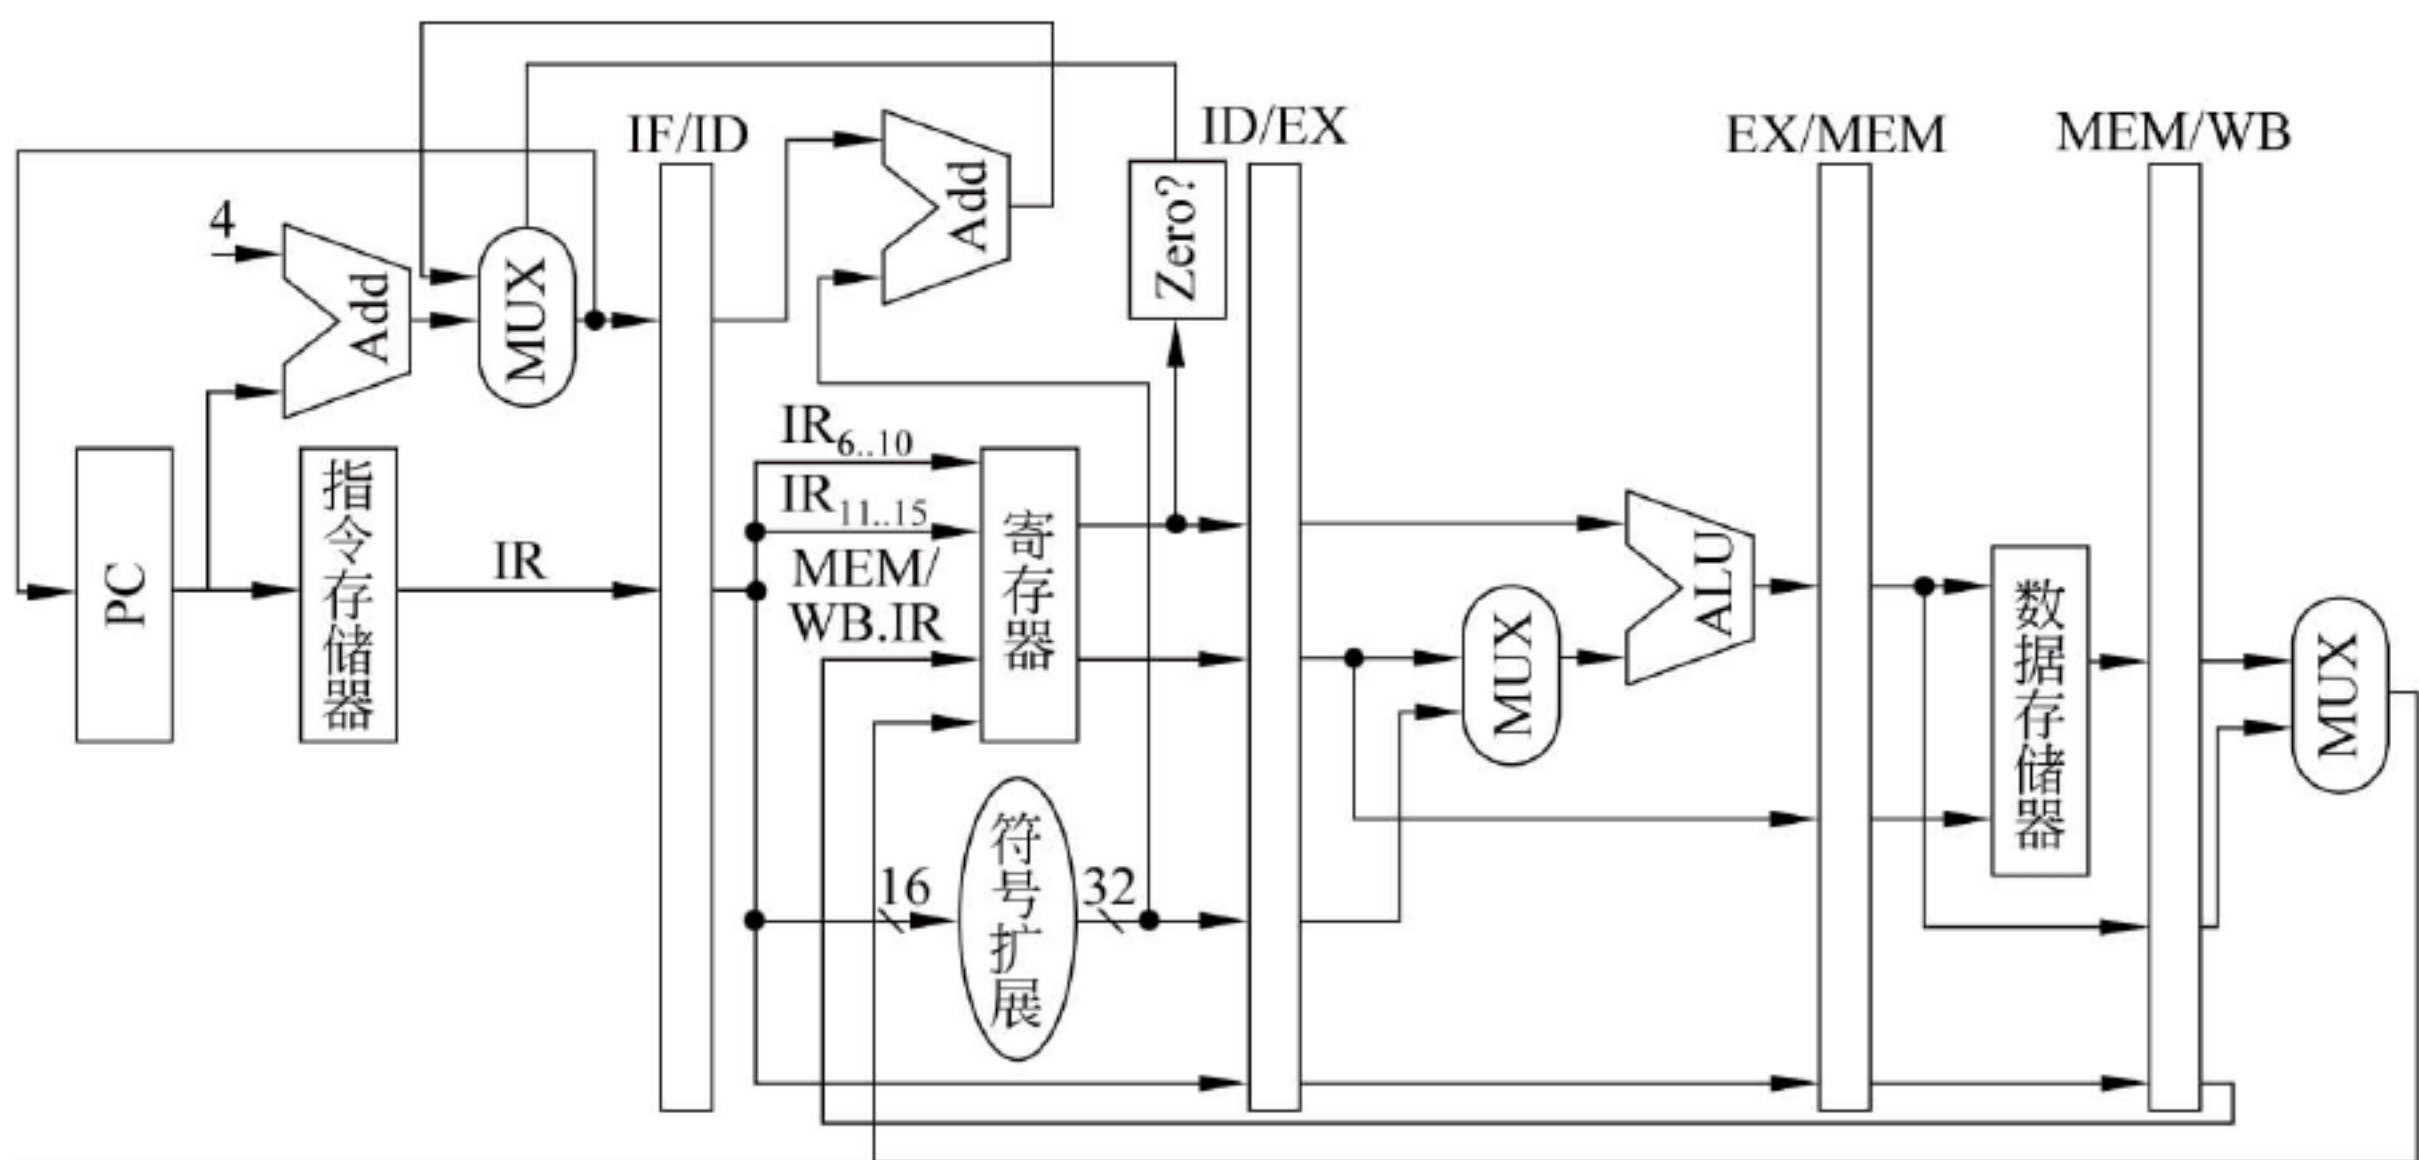 IF/ID
ID/EX
EX/MEM
MEM/WB
4
Add
MUX
Add
Zero?
PC
指令存储器
IR
IR6..10
IR11..15
MEM/
WB.IR
寄存器
16
符号扩展
32
MUX
ALU
数据存储器
MUX